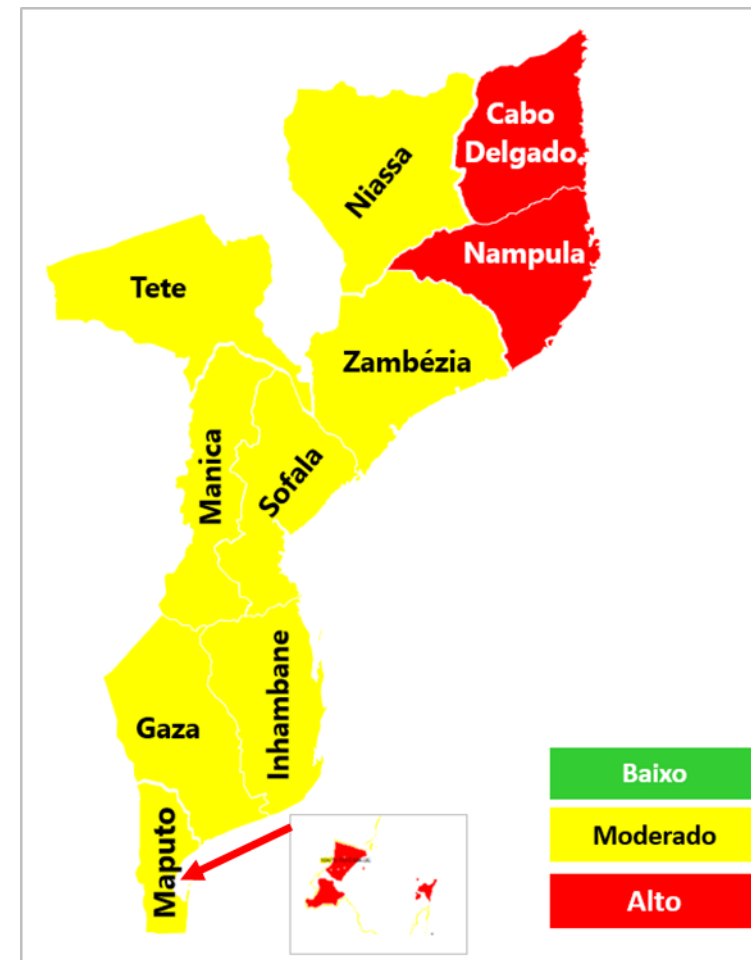 Cabo
Delgado
Niassa
Nampula
Tete
Zambézia
Manica
Sofala
Inhambane
Gaza
Maputo
Baixo
Moderado
Alto